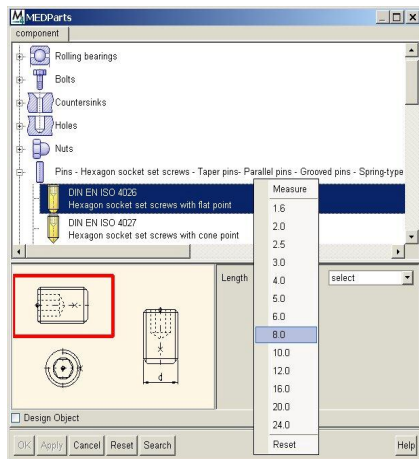 MEDParts
component
Rolling bearings
Bolts
Countersinks
Holes
Nuts
Pins - Hexagon socket set screws - Taper pins- Parallel pins - Grooved pins - Spring-type
DIN EN ISO 4026
Hexagon socket set screws with flat point
DIN EN ISO 4027
Hexagon socket set screws with cone point
Measure
1.6
2.0
2.5
3.0
4.0
5.0
6.0
8.0
10.0
12.0
16.0
20.0
24.0
Reset
Length
select
d
Design Object
OK Apply Cancel Reset Search Help